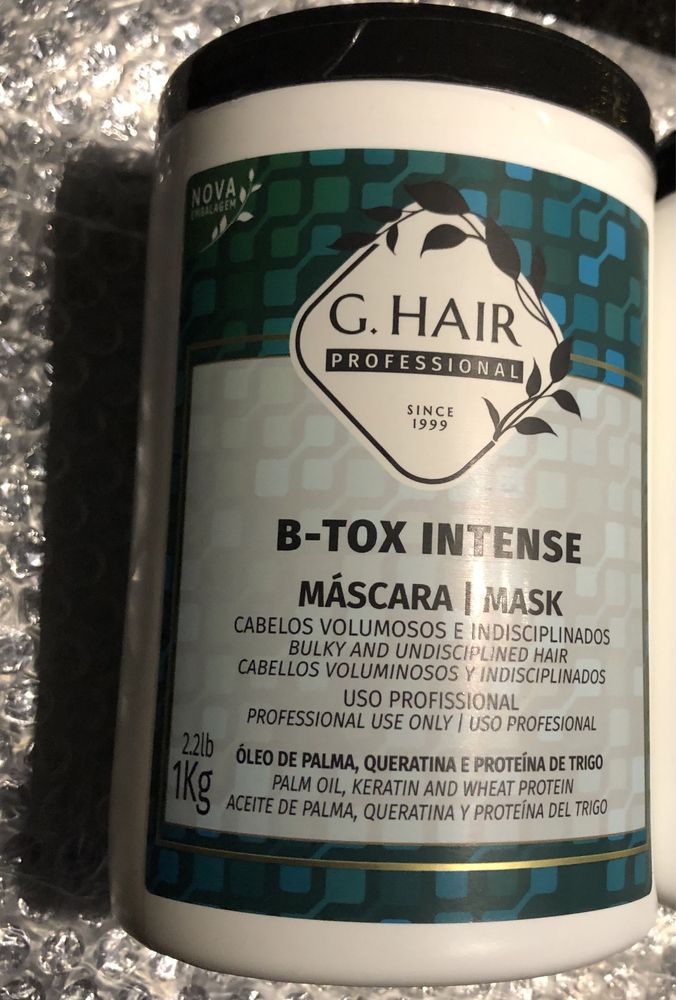 NOVA
EMBALAGEM
G. HAIR
PROFESSIONAL
SINCE
1999
B-TOX INTENSE
MÁSCARA | MASK
CABELOS VOLUMOSOS E INDISCIPLINADOS
BULKY AND UNDISCIPLINED HAIR
CABELLOS VOLUMINOSOS Y INDISCIPLINADOS
USO PROFISSIONAL
PROFESSIONAL USE ONLY | USO PROFESIONAL
2.2lb
1Kg
ÓLEO DE PALMA, QUERATINA E PROTEÍNA DE TRIGO
PALM OIL, KERATIN AND WHEAT PROTEIN
ACEITE DE PALMA, QUERATINA Y PROTEÍNA DEL TRIGO